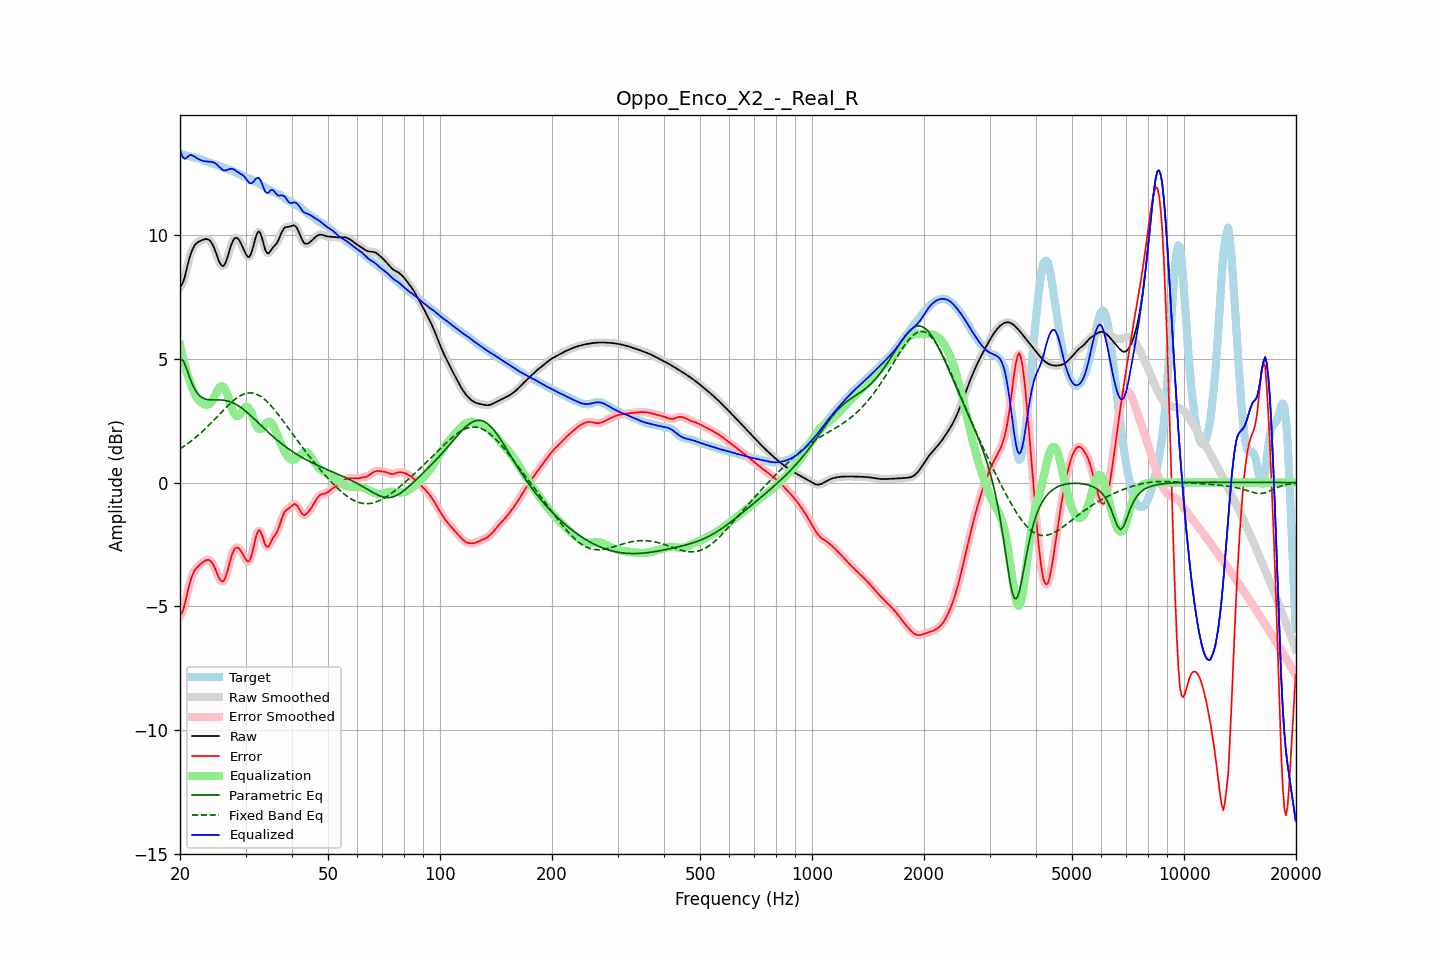 Oppo_Enco_X2_-_Real_R
Amplitude (dBr)
10
5
0
−5
−10
−15
Target
Raw Smoothed
Error Smoothed
Raw
Error
Equalization
Parametric Eq
Fixed Band Eq
Equalized
20 50 100 200 500 1000 2000 5000 10000 20000
Frequency (Hz)